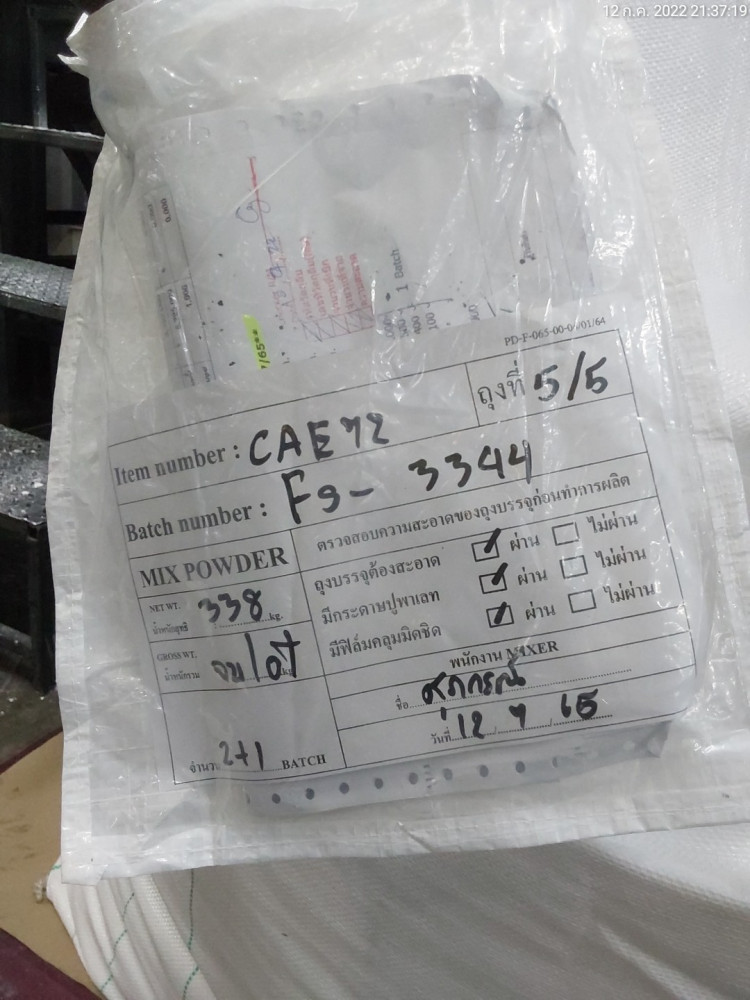 12 ก.ค. 2022 21:37:19
0.000
1.000
/65**
1 Batch
400
100
PD-F-065-00-0 /01/64
Item number : CAE72
ถุงที่ 5/5
Batch number : F9- 3344
MIX POWDER
ตรวจสอบความสะอาดของถุงบรรจุก่อนทำการผลิต
ถุงบรรจุต้องสะอาด ผ่าน ไม่ผ่าน
มีกระดาษปูพาเลท ผ่าน ไม่ผ่าน
มีฟิล์มคลุมมิดชิด ผ่าน ไม่ผ่าน
NET WT.
น้ำหนักสุทธิ 338 kg.
GROSS WT.
น้ำหนักรวม จบ lot kg.
จำนวน 2+1 BATCH
พนักงาน MIXER
ชื่อ
วันที่ 12 / 7 / 65